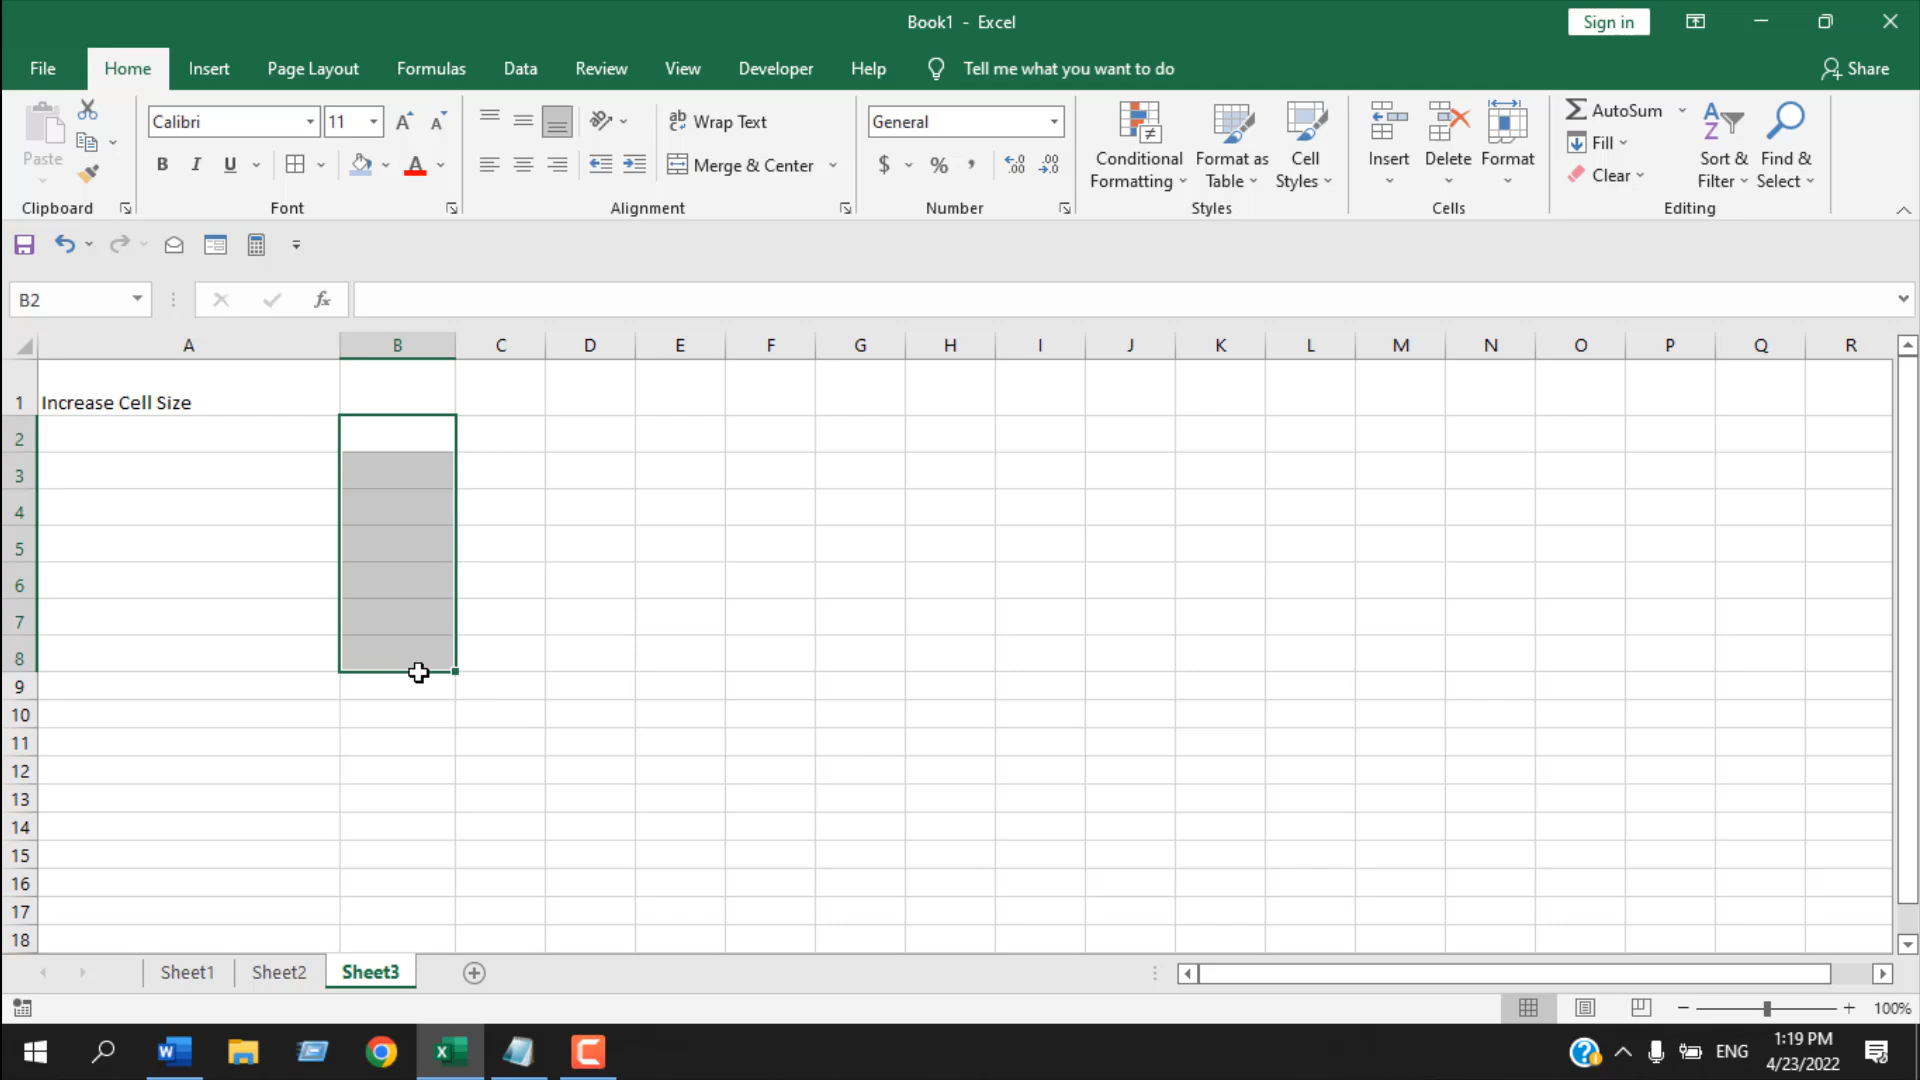 Book1 - Excel
Sign in
File Home Insert Page Layout Formulas Data Review View Developer Help Tell me what you want to do Share
Paste
Calibri 11
B I U A
Wrap Text
Merge & Center
General
$ % ,
Conditional Formatting
Format as Table
Cell Styles
Insert Delete Format
AutoSum
Fill
Clear
Sort & Filter
Find & Select
Clipboard Font Alignment Number Styles Cells Editing
B2 fx
A B C D E F G H I J K L M N O P Q R
1 Increase Cell Size
2
3
4
5
6
7
8
9
10
11
12
13
14
15
16
17
18
Sheet1 Sheet2 Sheet3
100%
ENG 1:19 PM
4/23/2022